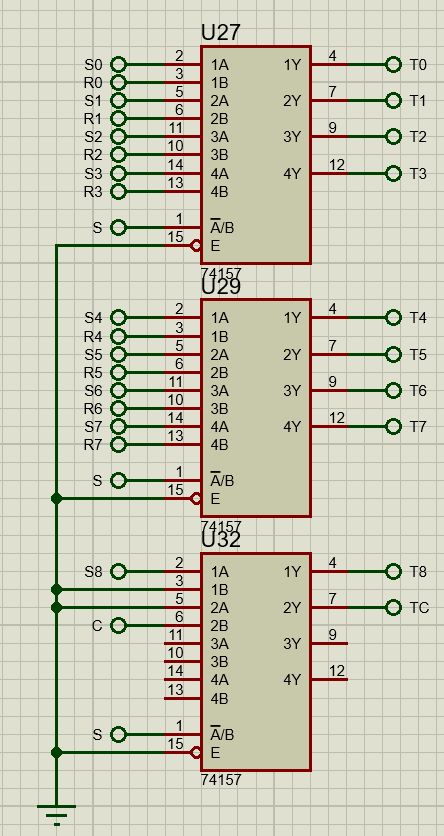 U27
S0 2 1A 1Y 4 T0
R0 3 1B
S1 5 2A 2Y 7 T1
R1 6 2B
S2 11 3A 3Y 9 T2
R2 10 3B
S3 14 4A 4Y 12 T3
R3 13 4B
S 1 A̅/B
15 E
74157
U29
S4 2 1A 1Y 4 T4
R4 3 1B
S5 5 2A 2Y 7 T5
R5 6 2B
S6 11 3A 3Y 9 T6
R6 10 3B
S7 14 4A 4Y 12 T7
R7 13 4B
S 1 A̅/B
15 E
74157
U32
S8 2 1A 1Y 4 T8
3 1B
5 2A 2Y 7 TC
C 6 2B
11 3A 3Y 9
10 3B
14 4A 4Y 12
13 4B
S 1 A̅/B
15 E
74157